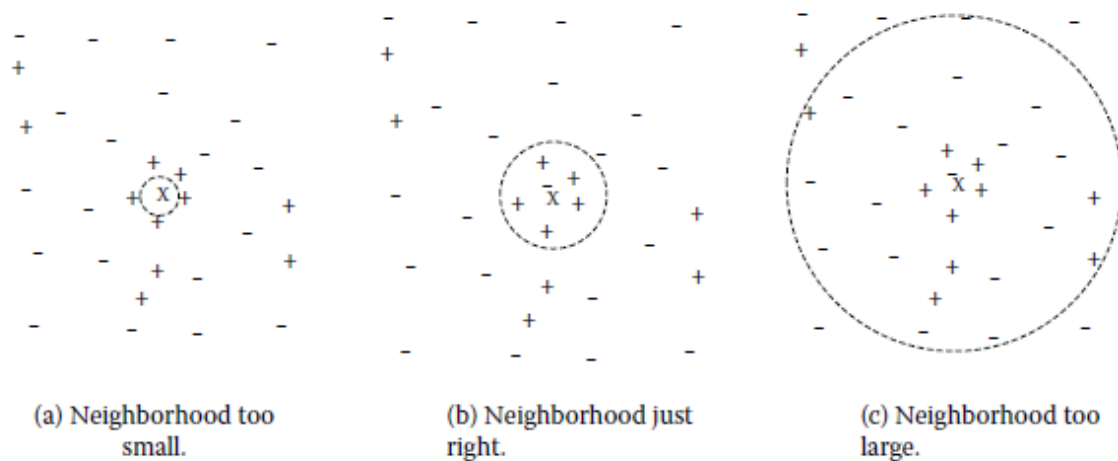 (a) Neighborhood too
small.
(b) Neighborhood just
right.
(c) Neighborhood too
large.
X
X
X